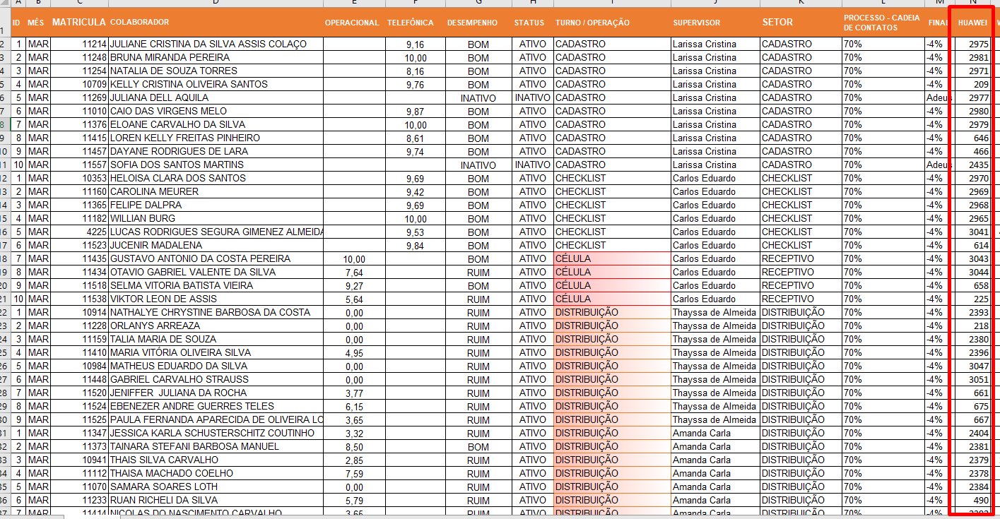 A B C D E F G H I J K L M N
1 ID MÊS MATRICULA COLABORADOR OPERACIONAL TELEFÔNICA DESEMPENHO STATUS TURNO / OPERAÇÃO SUPERVISOR SETOR PROCESSO - CADEIA DE CONTATOS FINAL HUAWEI
2 1 MAR 11214 JULIANE CRISTINA DA SILVA ASSIS COLAÇO 9,16 BOM ATIVO CADASTRO Larissa Cristina CADASTRO 70% -4% 2975
3 2 MAR 11248 BRUNA MIRANDA PEREIRA 10,00 BOM ATIVO CADASTRO Larissa Cristina CADASTRO 70% -4% 2981
4 3 MAR 11254 NATALIA DE SOUZA TORRES 8,16 BOM ATIVO CADASTRO Larissa Cristina CADASTRO 70% -4% 2971
5 4 MAR 10709 KELLY CRISTINA OLIVEIRA SANTOS 9,76 BOM ATIVO CADASTRO Larissa Cristina CADASTRO 70% -4% 209
6 5 MAR 11269 JULIANA DELL AQUILA INATIVO INATIVO CADASTRO Larissa Cristina CADASTRO 70% Adeus 2977
7 6 MAR 11010 CAIO DAS VIRGENS MELO 9,87 BOM ATIVO CADASTRO Larissa Cristina CADASTRO 70% -4% 2980
8 7 MAR 11376 ELOANE CARVALHO DA SILVA 10,00 BOM ATIVO CADASTRO Larissa Cristina CADASTRO 70% -4% 2979
9 8 MAR 11415 LOREN KELLY FREITAS PINHEIRO 8,61 BOM ATIVO CADASTRO Larissa Cristina CADASTRO 70% -4% 646
10 9 MAR 11457 DAYANE RODRIGUES DE LARA 9,74 BOM ATIVO CADASTRO Larissa Cristina CADASTRO 70% -4% 466
11 10 MAR 11557 SOFIA DOS SANTOS MARTINS INATIVO INATIVO CADASTRO Larissa Cristina CADASTRO 70% Adeus 2435
12 1 MAR 10353 HELOISA CLARA DOS SANTOS 9,69 BOM ATIVO CHECKLIST Carlos Eduardo CHECKLIST 70% -4% 2970
13 2 MAR 11160 CAROLINA MEURER 9,42 BOM ATIVO CHECKLIST Carlos Eduardo CHECKLIST 70% -4% 2969
14 3 MAR 11365 FELIPE DALPRA 9,69 BOM ATIVO CHECKLIST Carlos Eduardo CHECKLIST 70% -4% 2968
15 4 MAR 11182 WILLIAN BURG 10,00 BOM ATIVO CHECKLIST Carlos Eduardo CHECKLIST 70% -4% 2965
16 5 MAR 4225 LUCAS RODRIGUES SEGURA GIMENEZ ALMEIDA 9,53 BOM ATIVO CHECKLIST Carlos Eduardo CHECKLIST 70% -4% 3041
17 6 MAR 11523 JUCENIR MADALENA 9,84 BOM ATIVO CHECKLIST Carlos Eduardo CHECKLIST 70% -4% 614
18 7 MAR 11435 GUSTAVO ANTONIO DA COSTA PEREIRA 10,00 BOM ATIVO CÉLULA Carlos Eduardo RECEPTIVO 70% -4% 3043
19 8 MAR 11434 OTAVIO GABRIEL VALENTE DA SILVA 7,64 RUIM ATIVO CÉLULA Carlos Eduardo RECEPTIVO 70% -4% 3044
20 9 MAR 11518 SELMA VITORIA BATISTA VIEIRA 9,27 BOM ATIVO CÉLULA Carlos Eduardo RECEPTIVO 70% -4% 658
21 10 MAR 11538 VIKTOR LEON DE ASSIS 5,64 RUIM ATIVO CÉLULA Carlos Eduardo RECEPTIVO 70% -4% 225
22 1 MAR 10914 NATHALYE CHRYSTINE BARBOSA DA COSTA 0,00 RUIM ATIVO DISTRIBUIÇÃO Thayssa de Almeida DISTRIBUIÇÃO 70% -4% 2393
23 2 MAR 11228 ORLANYS ARREAZA 0,00 RUIM ATIVO DISTRIBUIÇÃO Thayssa de Almeida DISTRIBUIÇÃO 70% -4% 218
24 3 MAR 11159 TALIA MARIA DE SOUZA 0,00 RUIM ATIVO DISTRIBUIÇÃO Thayssa de Almeida DISTRIBUIÇÃO 70% -4% 2380
25 4 MAR 11410 MARIA VITÓRIA OLIVEIRA SILVA 4,95 RUIM ATIVO DISTRIBUIÇÃO Thayssa de Almeida DISTRIBUIÇÃO 70% -4% 2396
26 5 MAR 10984 MATHEUS EDUARDO DA SILVA 0,00 RUIM ATIVO DISTRIBUIÇÃO Thayssa de Almeida DISTRIBUIÇÃO 70% -4% 3047
27 6 MAR 11448 GABRIEL CARVALHO STRAUSS 0,00 RUIM ATIVO DISTRIBUIÇÃO Thayssa de Almeida DISTRIBUIÇÃO 70% -4% 3051
28 7 MAR 11520 JENIFFER JULIANA DA ROCHA 3,77 RUIM ATIVO DISTRIBUIÇÃO Thayssa de Almeida DISTRIBUIÇÃO 70% -4% 661
29 8 MAR 11524 EBENEZER ANDRE GUERRES TELES 6,15 RUIM ATIVO DISTRIBUIÇÃO Thayssa de Almeida DISTRIBUIÇÃO 70% -4% 675
30 9 MAR 11525 PAULA FERNANDA APARECIDA DE OLIVEIRA LO 3,65 RUIM ATIVO DISTRIBUIÇÃO Thayssa de Almeida DISTRIBUIÇÃO 70% -4% 667
31 1 MAR 11347 JESSICA KARLA SCHUSTERSCHITZ COUTINHO 3,32 RUIM ATIVO DISTRIBUIÇÃO Amanda Carla DISTRIBUIÇÃO 70% -4% 2404
32 2 MAR 11373 TAINARA STEFANI BARBOSA MANUEL 8,50 BOM ATIVO DISTRIBUIÇÃO Amanda Carla DISTRIBUIÇÃO 70% -4% 2381
33 3 MAR 10941 THAIS SILVA CARVALHO 2,85 RUIM ATIVO DISTRIBUIÇÃO Amanda Carla DISTRIBUIÇÃO 70% -4% 2379
34 4 MAR 11112 THAISA MACHADO COELHO 7,59 RUIM ATIVO DISTRIBUIÇÃO Amanda Carla DISTRIBUIÇÃO 70% -4% 2378
35 5 MAR 11070 SAMARA SOARES LOTH 0,00 RUIM ATIVO DISTRIBUIÇÃO Amanda Carla DISTRIBUIÇÃO 70% -4% 2384
36 6 MAR 11233 RUAN RICHELI DA SILVA 5,79 RUIM ATIVO DISTRIBUIÇÃO Amanda Carla DISTRIBUIÇÃO 70% -4% 490
37 7 MAR 11414 NICOLAS DO NASCIMENTO CARVALHO 3,65 RUIM ATIVO DISTRIBUIÇÃO Amanda Carla DISTRIBUIÇÃO 70% -4%